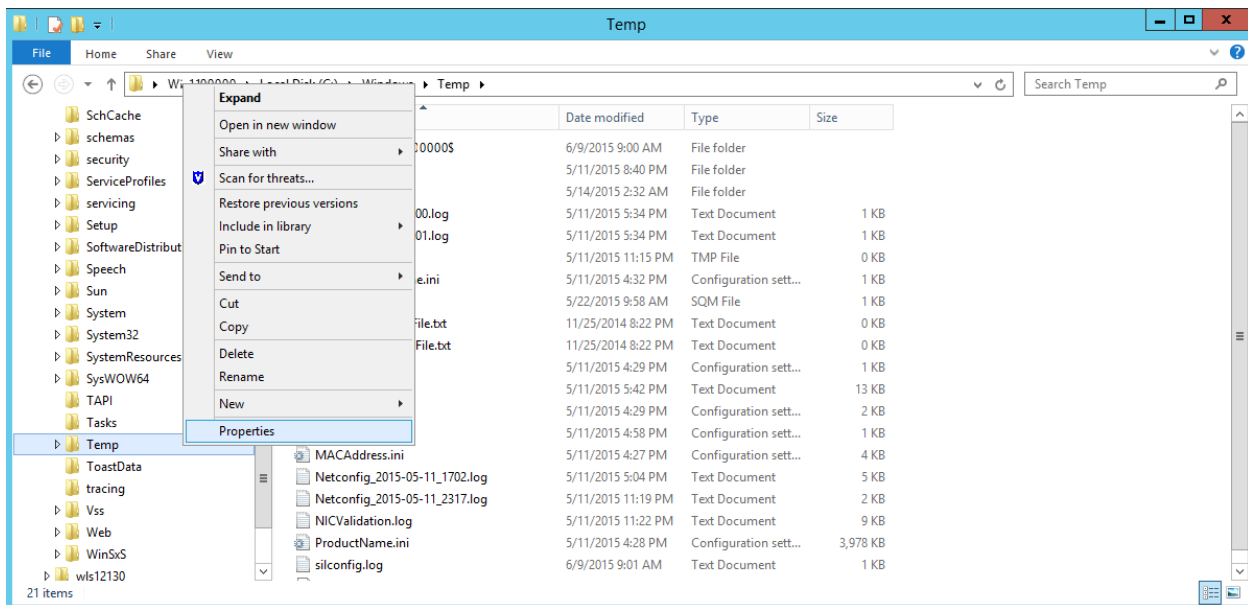 Temp
File Home Share View
Windows Temp Search Temp
SchCache
schemas
security
ServiceProfiles
servicing
Setup
SoftwareDistribut
Speech
Sun
System
System32
SystemResources
SysWOW64
TAPI
Tasks
Temp
ToastData
tracing
Vss
Web
WinSxS
wls12130
Expand
Open in new window
Share with
Scan for threats...
Restore previous versions
Include in library
Pin to Start
Send to
Cut
Copy
Delete
Rename
New
Properties
Date modified Type Size
00000$ 6/9/2015 9:00 AM File folder
5/11/2015 8:40 PM File folder
5/14/2015 2:32 AM File folder
00.log 5/11/2015 5:34 PM Text Document 1 KB
01.log 5/11/2015 5:34 PM Text Document 1 KB
5/11/2015 11:15 PM TMP File 0 KB
e.ini 5/11/2015 4:32 PM Configuration sett... 1 KB
5/22/2015 9:58 AM SQM File 1 KB
File.txt 11/25/2014 8:22 PM Text Document 0 KB
File.txt 11/25/2014 8:22 PM Text Document 0 KB
5/11/2015 4:29 PM Configuration sett... 1 KB
5/11/2015 5:42 PM Text Document 13 KB
5/11/2015 4:29 PM Configuration sett... 2 KB
5/11/2015 4:58 PM Configuration sett... 1 KB
MACAddress.ini 5/11/2015 4:27 PM Configuration sett... 4 KB
Netconfig_2015-05-11_1702.log 5/11/2015 5:04 PM Text Document 5 KB
Netconfig_2015-05-11_2317.log 5/11/2015 11:19 PM Text Document 2 KB
NICValidation.log 5/11/2015 11:22 PM Text Document 9 KB
ProductName.ini 5/11/2015 4:28 PM Configuration sett... 3,978 KB
silconfig.log 6/9/2015 9:01 AM Text Document 1 KB
21 items